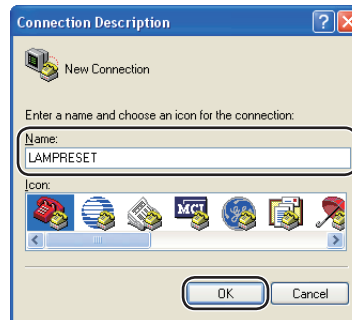 Connection Description
New Connection
Enter a name and choose an icon for the connection:
Name:
LAMPRESET
Icon:
MCI
OK Cancel